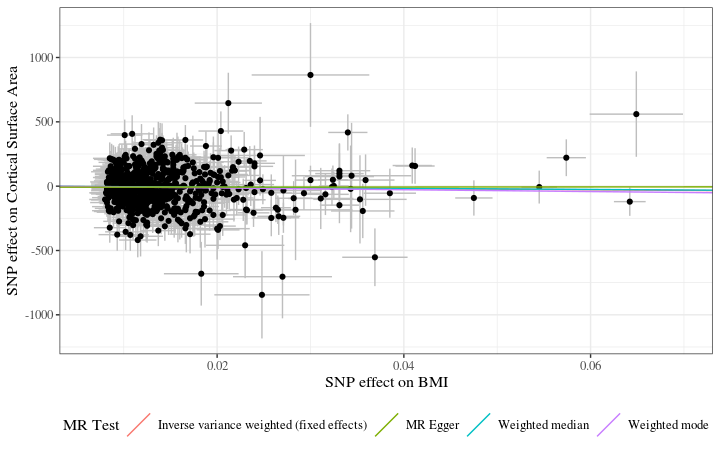 1000
500
0
-500
-1000
SNP effect on Cortical Surface Area
0.02 0.04 0.06
SNP effect on BMI
MR Test Inverse variance weighted (fixed effects) MR Egger Weighted median Weighted mode